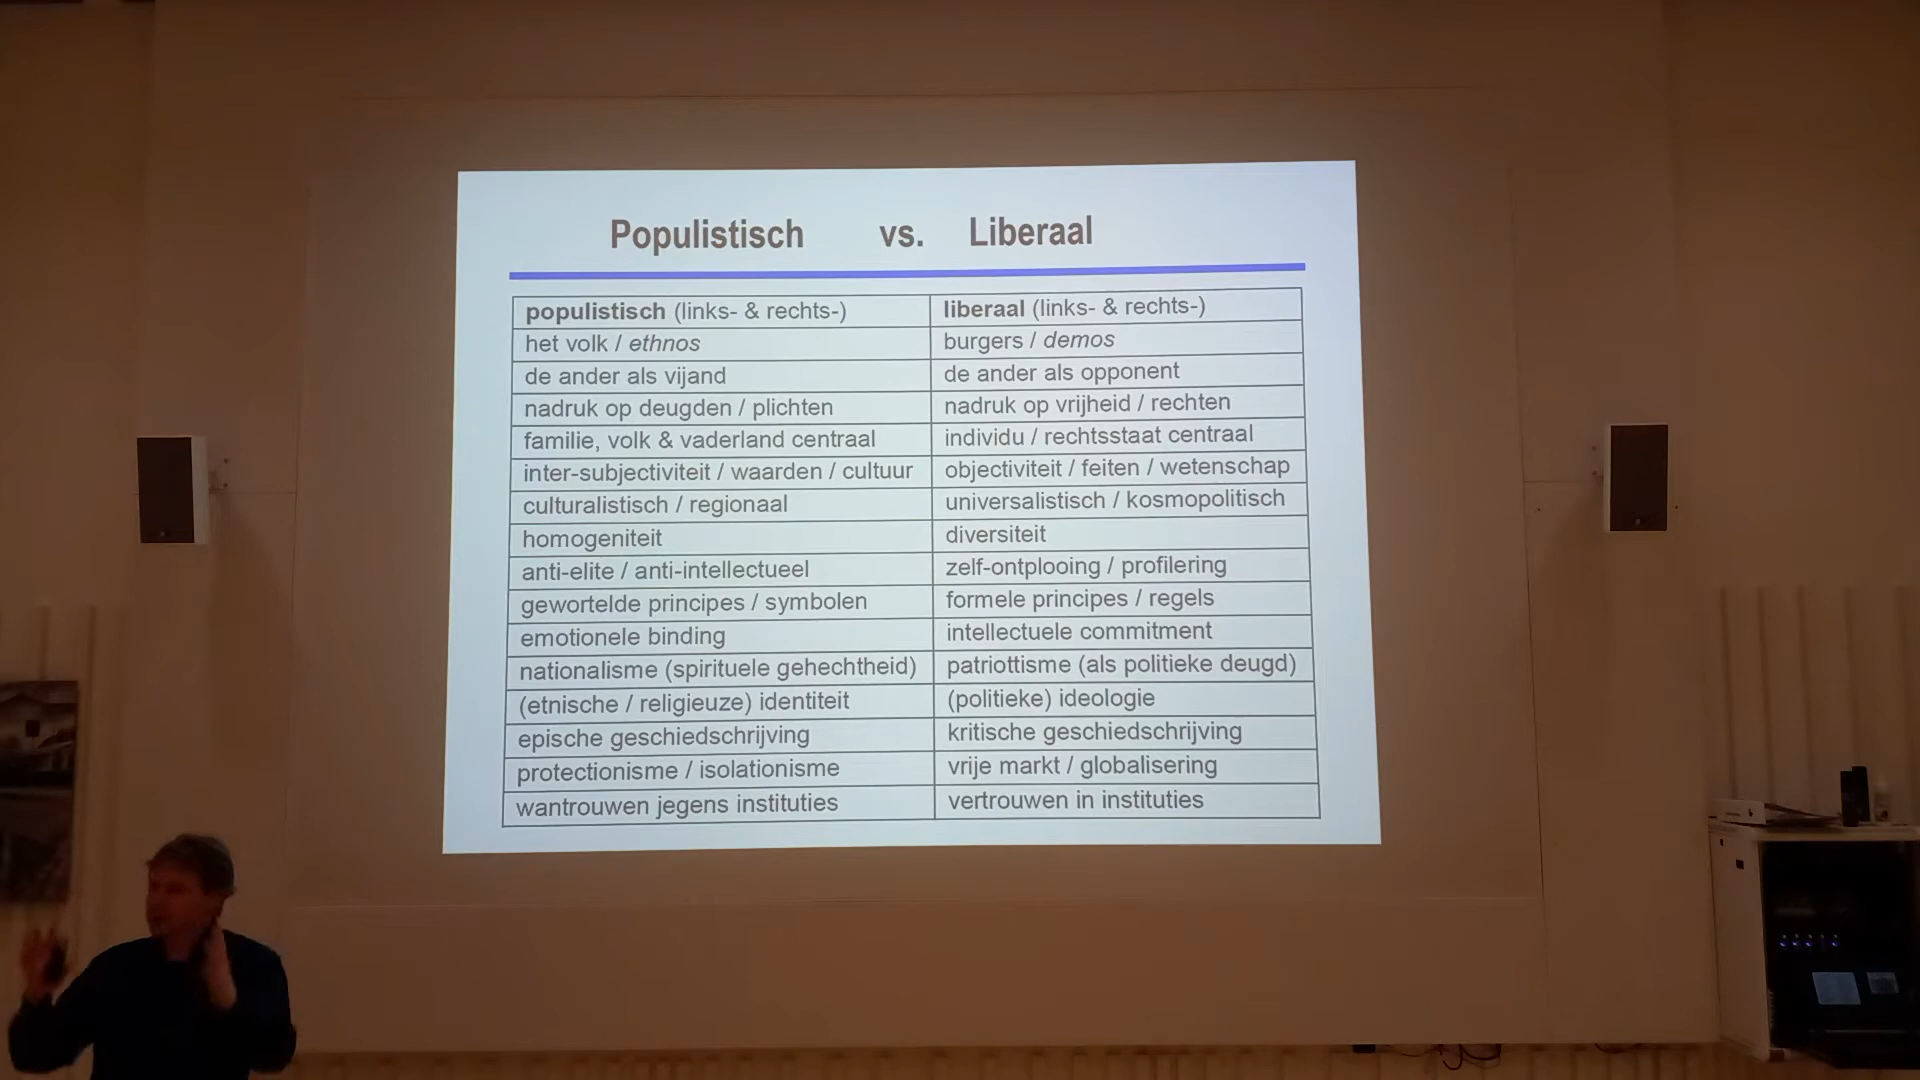 Populistisch vs. Liberaal
populistisch (links- & rechts-) liberaal (links- & rechts-)
het volk / ethnos burgers / demos
de ander als vijand de ander als opponent
nadruk op deugden / plichten nadruk op vrijheid / rechten
familie, volk & vaderland centraal individu / rechtsstaat centraal
inter-subjectiviteit / waarden / cultuur objectiviteit / feiten / wetenschap
culturalistisch / regionaal universalistisch / kosmopolitisch
homogeniteit diversiteit
anti-elite / anti-intellectueel zelf-ontplooing / profilering
gewortelde principes / symbolen formele principes / regels
emotionele binding intellectuele commitment
nationalisme (spirituele gehechtheid) patriottisme (als politieke deugd)
(etnische / religieuze) identiteit (politieke) ideologie
epische geschiedschrijving kritische geschiedschrijving
protectionisme / isolationisme vrije markt / globalisering
wantrouwen jegens instituties vertrouwen in instituties